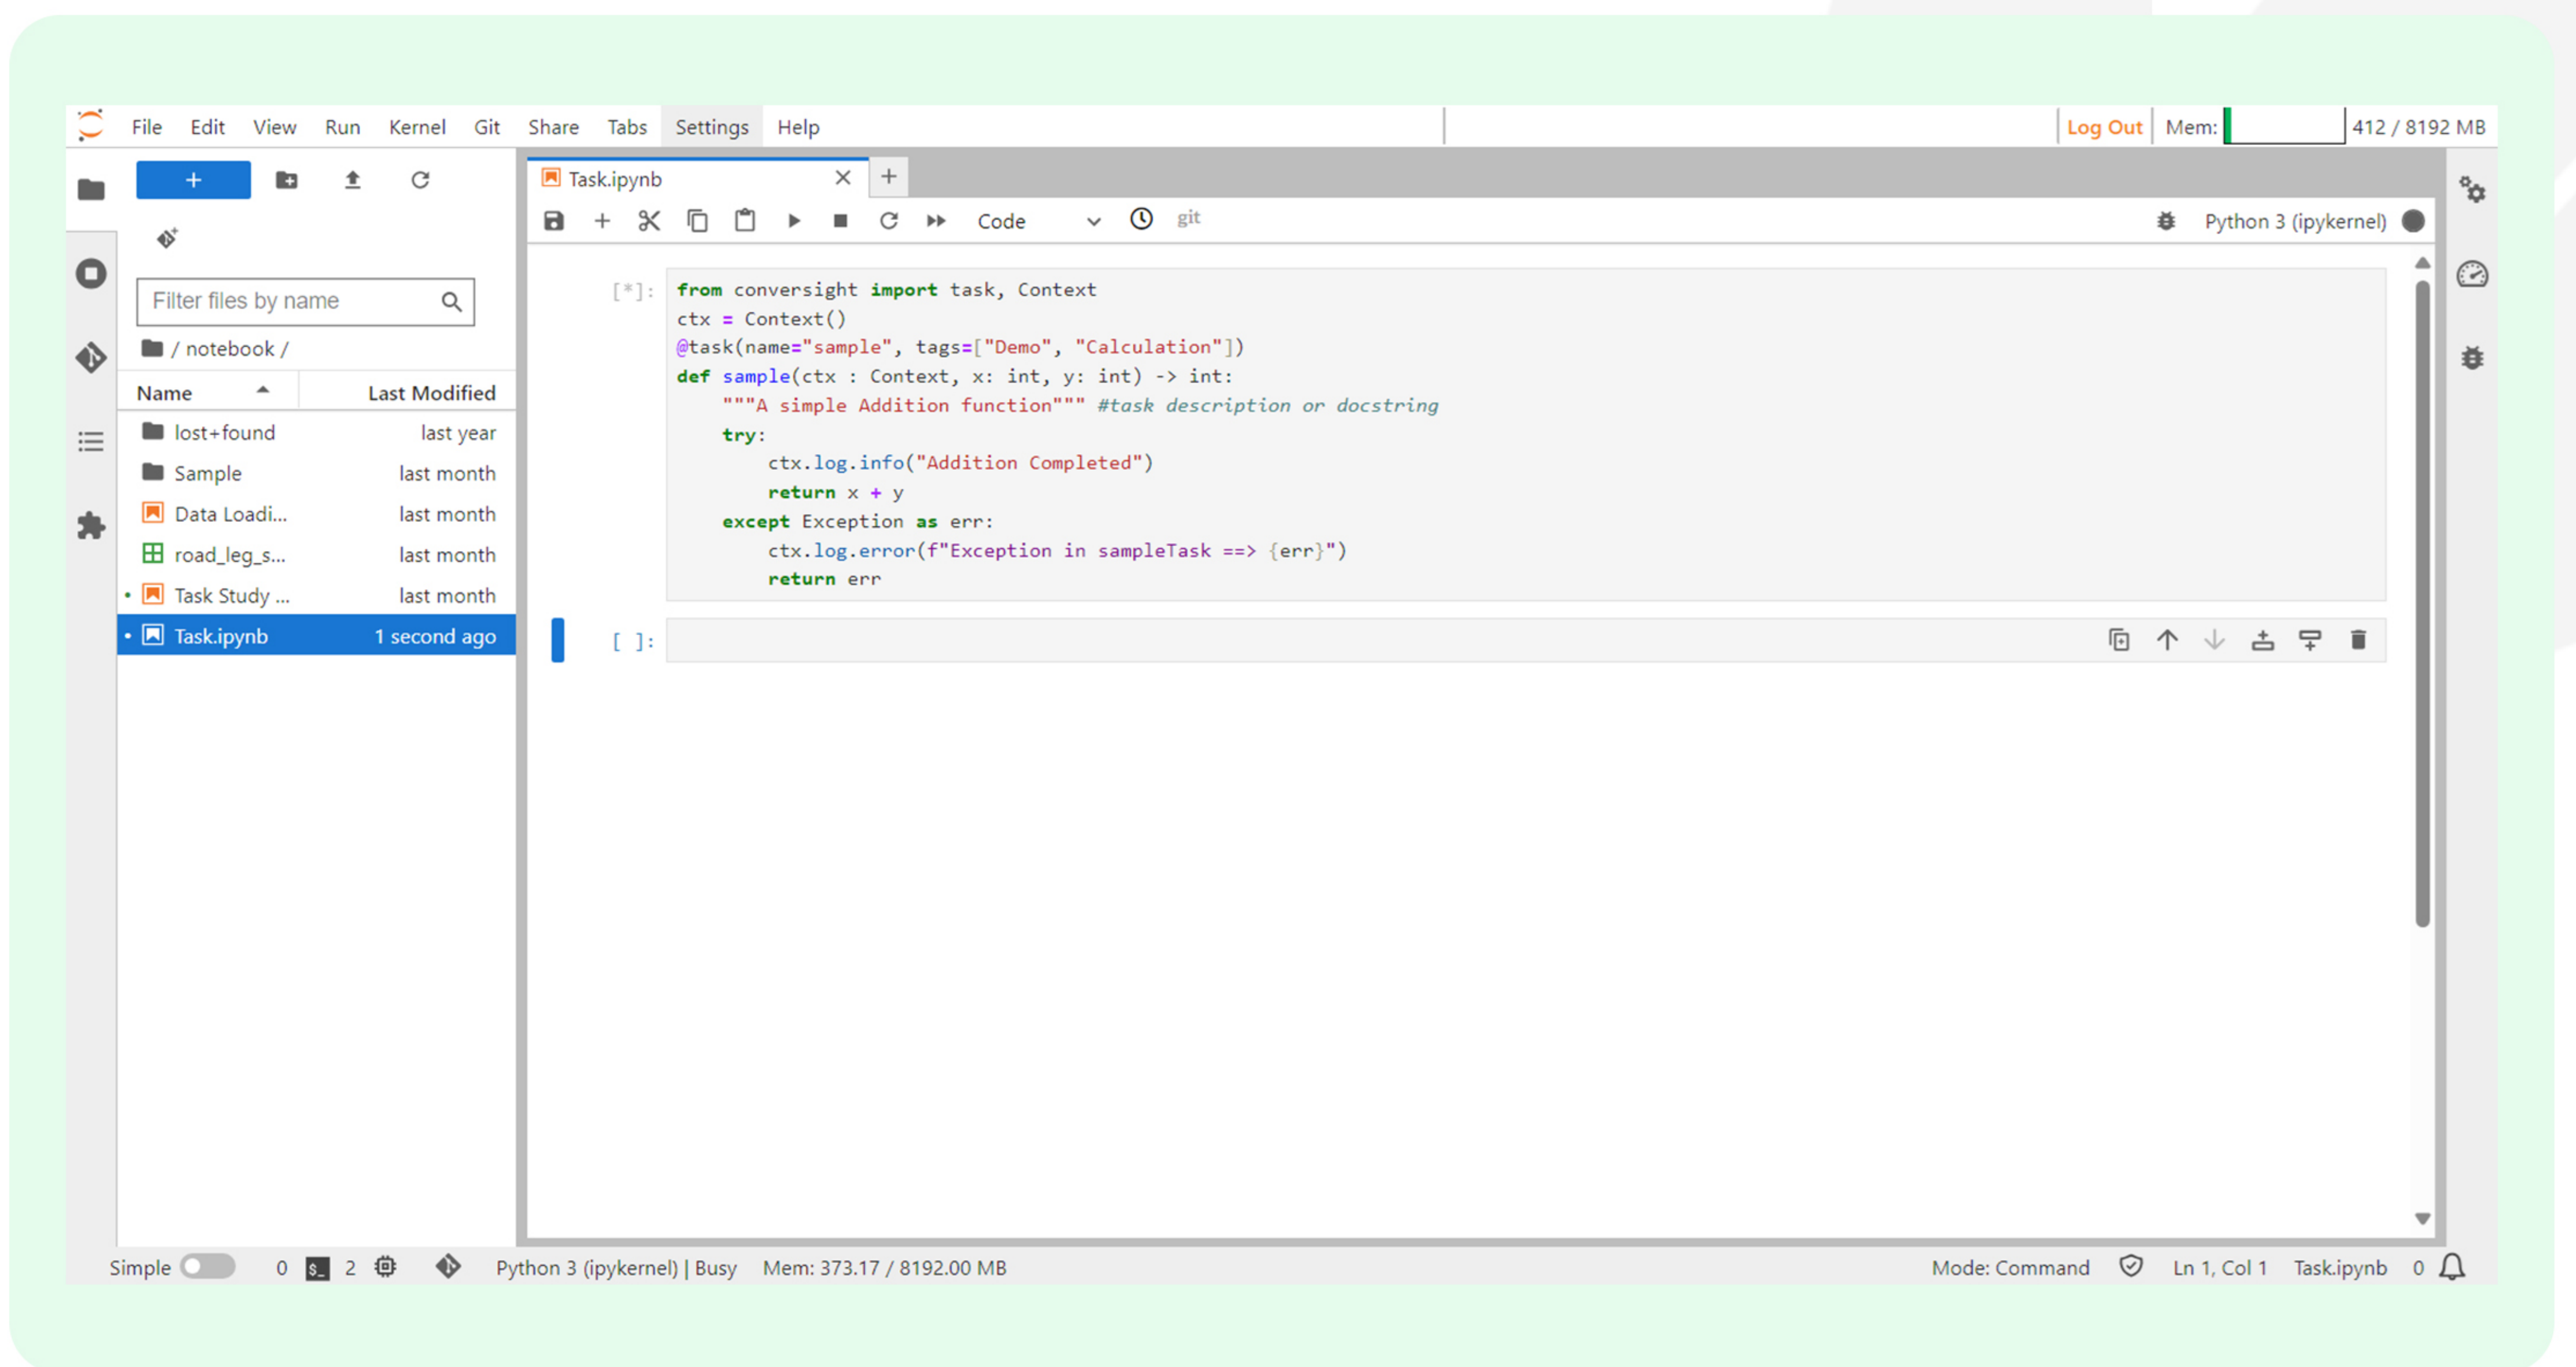 File Edit View Run Kernel Git Share Tabs Settings Help
Log Out Mem: 412 / 8192 MB
+
Filter files by name
/ notebook /
Name Last Modified
lost+found last year
Sample last month
Data Loadi... last month
road_leg_s... last month
Task Study ... last month
Task.ipynb 1 second ago
Task.ipynb
Code git Python 3 (ipykernel)
[*]: from conversight import task, Context
ctx = Context()
@task(name="sample", tags=["Demo", "Calculation"])
def sample(ctx : Context, x: int, y: int) -> int:
    """A simple Addition function""" #task description or docstring
    try:
        ctx.log.info("Addition Completed")
        return x + y
    except Exception as err:
        ctx.log.error(f"Exception in sampleTask ==> {err}")
        return err
[ ]:
Simple 0 $_ 2 Python 3 (ipykernel) | Busy Mem: 373.17 / 8192.00 MB Mode: Command Ln 1, Col 1 Task.ipynb 0